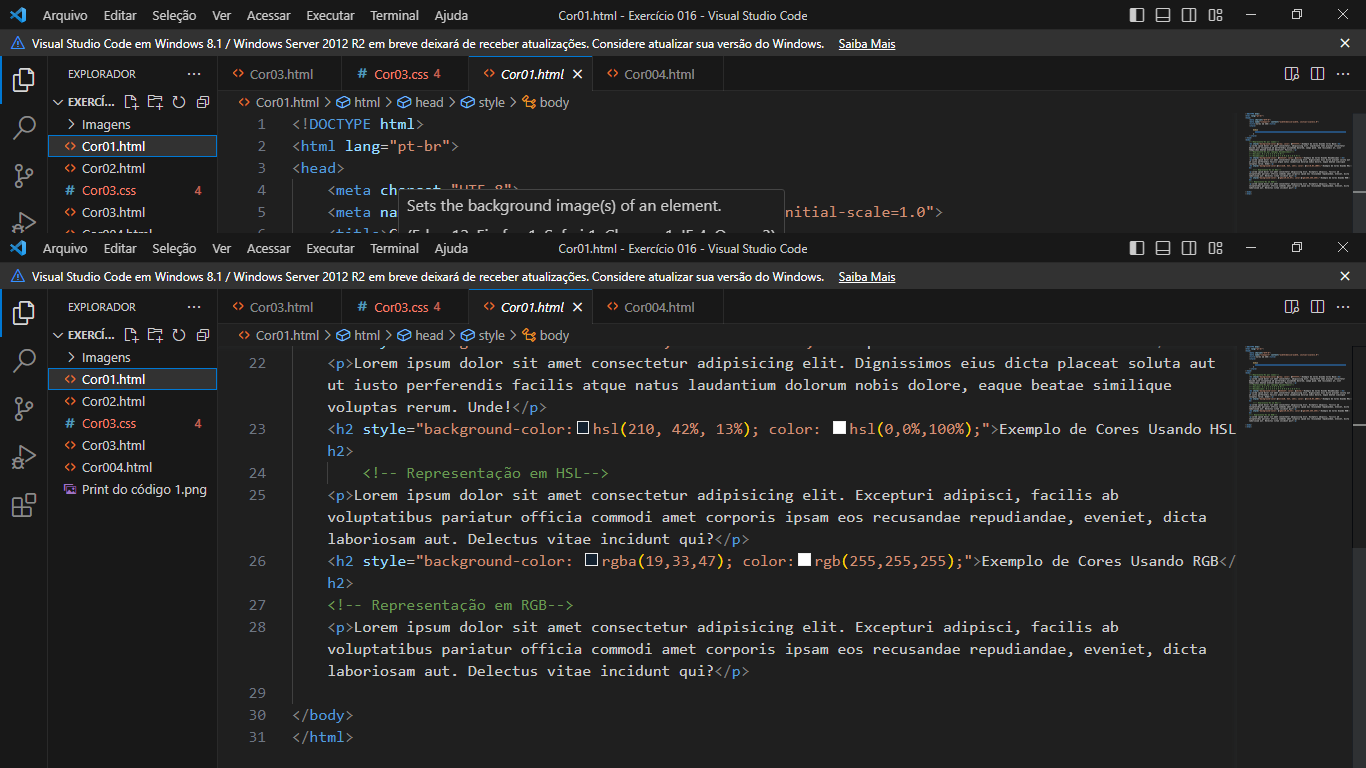 Arquivo Editar Seleção Ver Acessar Executar Terminal Ajuda Cor01.html - Exercício 016 - Visual Studio Code
Visual Studio Code em Windows 8.1 / Windows Server 2012 R2 em breve deixará de receber atualizações. Considere atualizar sua versão do Windows. Saiba Mais
EXPLORADOR ··· Cor03.html # Cor03.css 4 Cor01.html Cor004.html
EXERCÍ... Cor01.html > html > head > style > body
Imagens
Cor01.html
Cor02.html
# Cor03.css 4
Cor03.html
1 <!DOCTYPE html>
2 <html lang="pt-br">
3 <head>
4 <meta charset="UTF-8">
5 <meta na nitial-scale=1.0">
6 <title>
Sets the background image(s) of an element.
Arquivo Editar Seleção Ver Acessar Executar Terminal Ajuda Cor01.html - Exercício 016 - Visual Studio Code
Visual Studio Code em Windows 8.1 / Windows Server 2012 R2 em breve deixará de receber atualizações. Considere atualizar sua versão do Windows. Saiba Mais
EXPLORADOR ··· Cor03.html # Cor03.css 4 Cor01.html Cor004.html
EXERCÍ... Cor01.html > html > head > style > body
Imagens
Cor01.html
Cor02.html
# Cor03.css 4
Cor03.html
Cor004.html
Print do código 1.png
22 <p>Lorem ipsum dolor sit amet consectetur adipisicing elit. Dignissimos eius dicta placeat soluta aut
ut iusto perferendis facilis atque natus laudantium dolorum nobis dolore, eaque beatae similique
voluptas rerum. Unde!</p>
23 <h2 style="background-color:hsl(210, 42%, 13%); color: hsl(0,0%,100%);">Exemplo de Cores Usando HSL
h2>
24 <!-- Representação em HSL-->
25 <p>Lorem ipsum dolor sit amet consectetur adipisicing elit. Excepturi adipisci, facilis ab
voluptatibus pariatur officia commodi amet corporis ipsam eos recusandae repudiandae, eveniet, dicta
laboriosam aut. Delectus vitae incidunt qui?</p>
26 <h2 style="background-color: rgba(19,33,47); color:rgb(255,255,255);">Exemplo de Cores Usando RGB</
h2>
27 <!-- Representação em RGB-->
28 <p>Lorem ipsum dolor sit amet consectetur adipisicing elit. Excepturi adipisci, facilis ab
voluptatibus pariatur officia commodi amet corporis ipsam eos recusandae repudiandae, eveniet, dicta
laboriosam aut. Delectus vitae incidunt qui?</p>
29
30 </body>
31 </html>